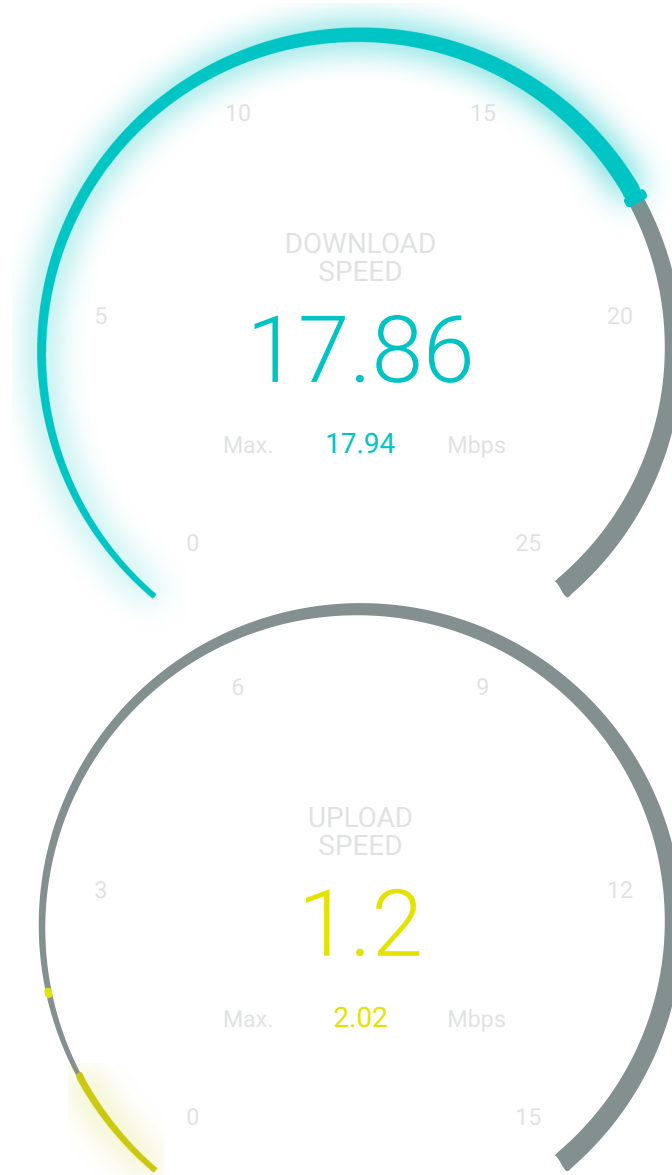 10 15
DOWNLOAD
SPEED
5 20
17.86
Max. 17.94 Mbps
0 25
6 9
UPLOAD
SPEED
3 12
1.2
Max. 2.02 Mbps
0 15